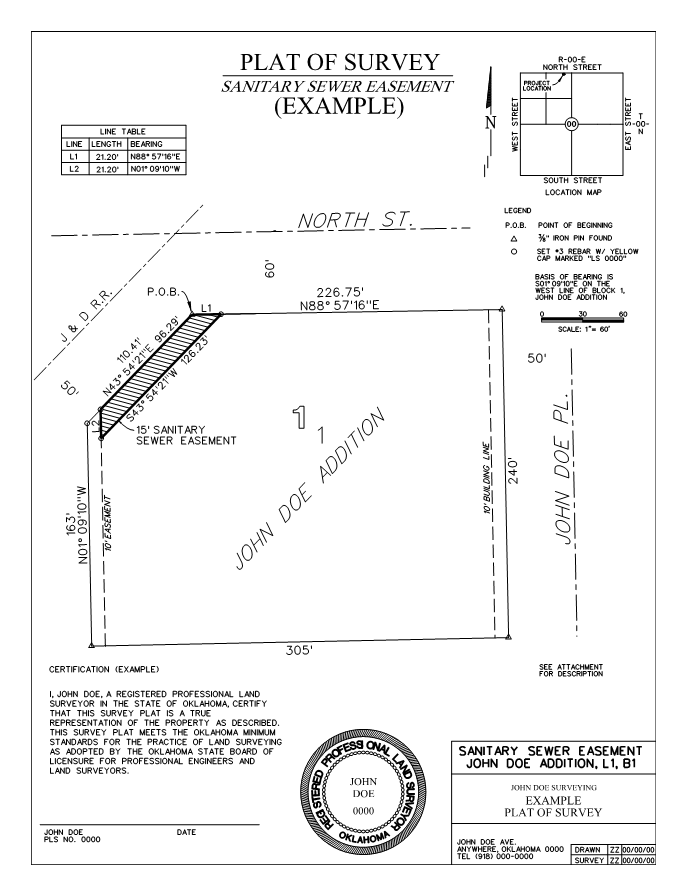 PLAT OF SURVEY
SANITARY SEWER EASEMENT
(EXAMPLE)
LINE TABLE
LINE LENGTH BEARING
L1 21.20' N88° 57'16"E
L2 21.20' N01° 09'10"W
N
R-00-E
NORTH STREET
PROJECT
LOCATION
WEST STREET
00
EAST STREET
T
-00-
N
SOUTH STREET
LOCATION MAP
LEGEND
P.O.B. POINT OF BEGINNING
⅜" IRON PIN FOUND
SET #3 REBAR W/ YELLOW
CAP MARKED "LS 0000"
BASIS OF BEARING IS
S01°09'10"E ON THE
WEST LINE OF BLOCK 1,
JOHN DOE ADDITION
0 30 60
SCALE: 1"= 60'
NORTH ST.
60'
J & D R.R.
50'
P.O.B.
L1
226.75'
N88° 57'16"E
110.41'
N43° 54'21"E 96.29'
S43° 54'21"W 126.23'
L2
15' SANITARY
SEWER EASEMENT
1
1
JOHN DOE ADDITION
163'
N01° 09'10"W
10' EASEMENT
10' BUILDING LINE
240'
50'
JOHN DOE PL.
305'
CERTIFICATION (EXAMPLE)
I, JOHN DOE, A REGISTERED PROFESSIONAL LAND
SURVEYOR IN THE STATE OF OKLAHOMA, CERTIFY
THAT THIS SURVEY PLAT IS A TRUE
REPRESENTATION OF THE PROPERTY AS DESCRIBED.
THIS SURVEY PLAT MEETS THE OKLAHOMA MINIMUM
STANDARDS FOR THE PRACTICE OF LAND SURVEYING
AS ADOPTED BY THE OKLAHOMA STATE BOARD OF
LICENSURE FOR PROFESSIONAL ENGINEERS AND
LAND SURVEYORS.
JOHN DOE DATE
PLS NO. 0000
REGISTERED PROFESSIONAL LAND SURVEYOR
JOHN
DOE
0000
OKLAHOMA
SEE ATTACHMENT
FOR DESCRIPTION
SANITARY SEWER EASEMENT
JOHN DOE ADDITION, L1, B1
JOHN DOE SURVEYING
EXAMPLE
PLAT OF SURVEY
JOHN DOE AVE.
ANYWHERE, OKLAHOMA 0000
TEL (918) 000-0000
DRAWN ZZ 00/00/00
SURVEY ZZ 00/00/00